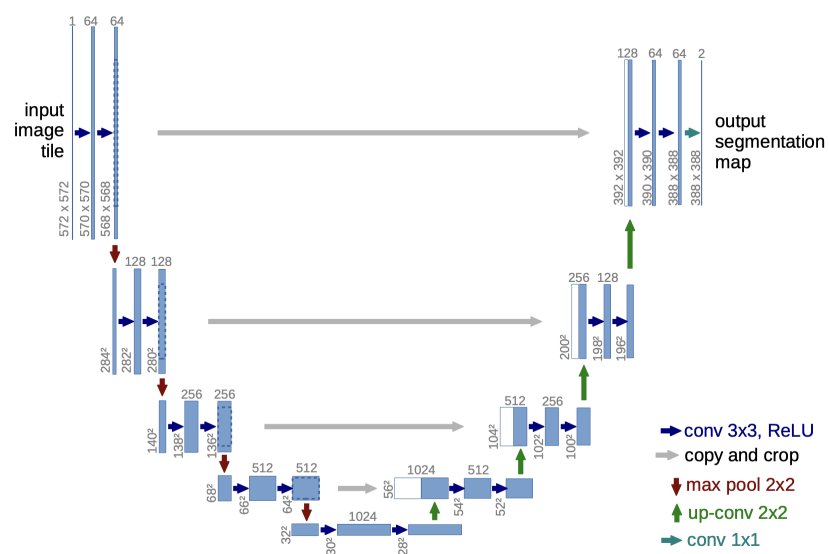 1 64 64
128 64 64 2
input
image
tile
output
segmentation
map
572 x 572
570 x 570
568 x 568
392 x 392
390 x 390
388 x 388
388 x 388
128 128
256 128
284²
282²
280²
200²
198²
196²
256 256
512 256
140²
138²
136²
104²
102²
100²
conv 3x3, ReLU
copy and crop
max pool 2x2
up-conv 2x2
conv 1x1
512 512
1024 512
68²
66²
64²
56²
54²
52²
1024
32²
30²
28²